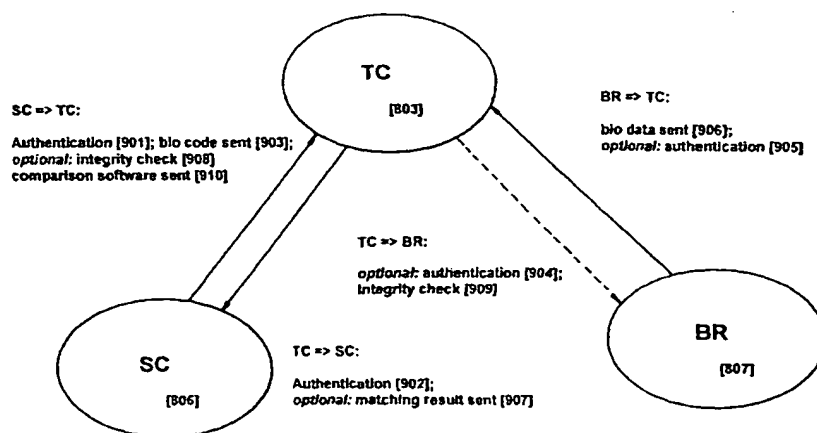 TC
[803]
SC => TC:
Authentication [901]; bio code sent [903];
optional: integrity check [908]
comparison software sent [910]
BR => TC:
bio data sent [906];
optional: authentication [905]
TC => BR:
optional: authentication [904];
integrity check [909]
SC
[806]
TC => SC:
Authentication [902];
optional: matching result sent [907]
BR
[807]